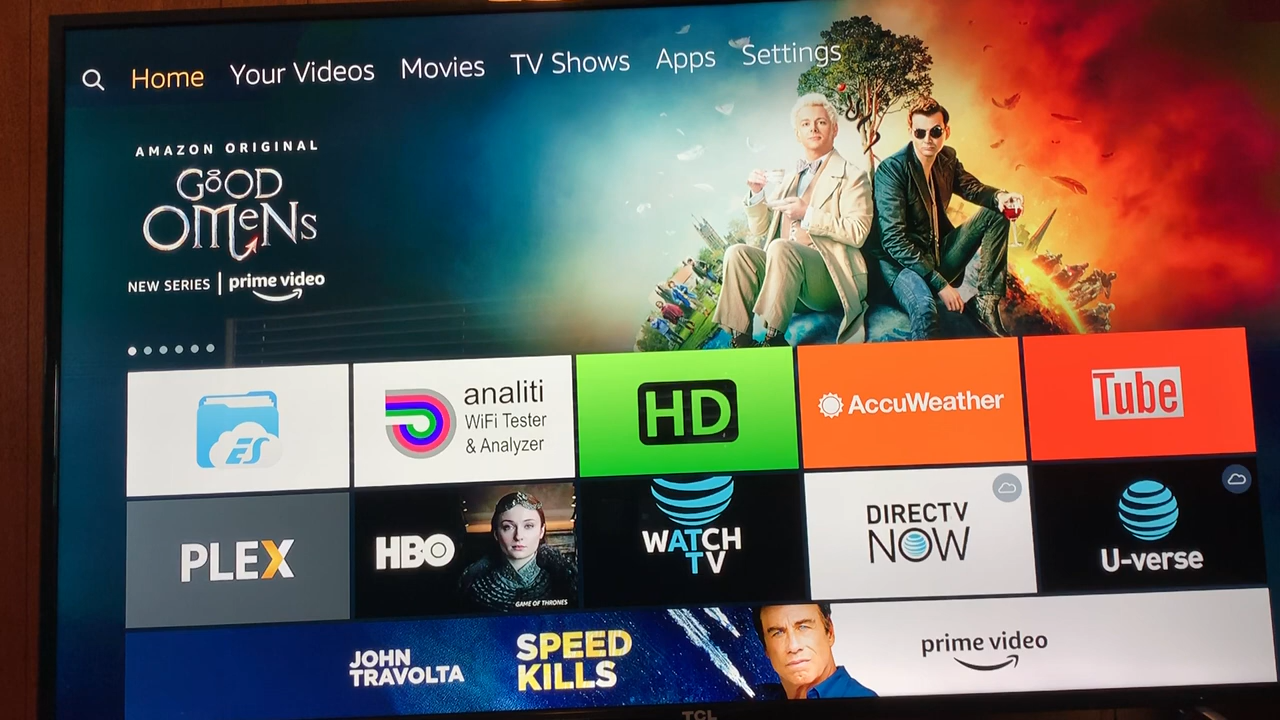 Home Your Videos Movies TV Shows Apps Settings
AMAZON ORIGINAL
GOOD
OMENS
NEW SERIES | prime video
ES
analiti
WiFi Tester
& Analyzer
HD
AccuWeather
Tube
PLEX
HBO
GAME OF THRONES
WATCH
TV
DIRECTV
NOW
U-verse
JOHN
TRAVOLTA
SPEED
KILLS
prime video
TCL